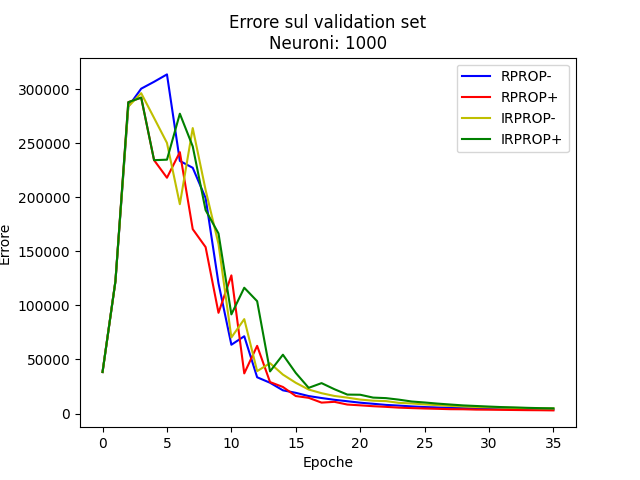 Errore sul validation set
Neuroni: 1000
RPROP-
RPROP+
IRPROP-
IRPROP+
300000
250000
200000
150000
100000
50000
0
Errore
0 5 10 15 20 25 30 35
Epoche